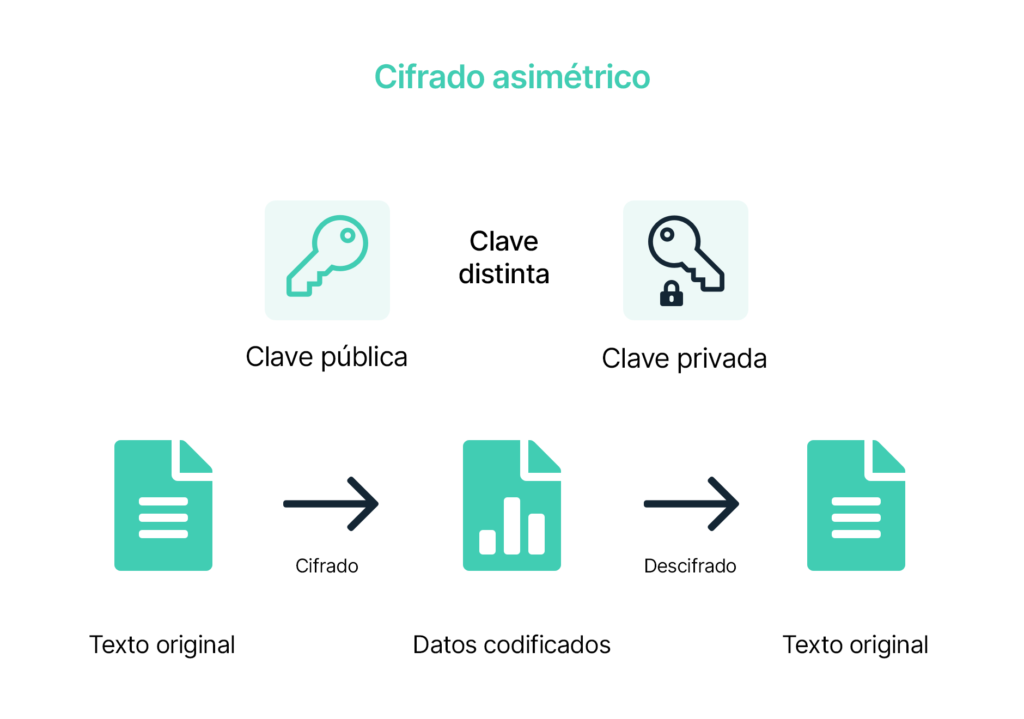 Cifrado asimétrico
Clave
distinta
Clave pública
Clave privada
Cifrado
Descifrado
Texto original
Datos codificados
Texto original